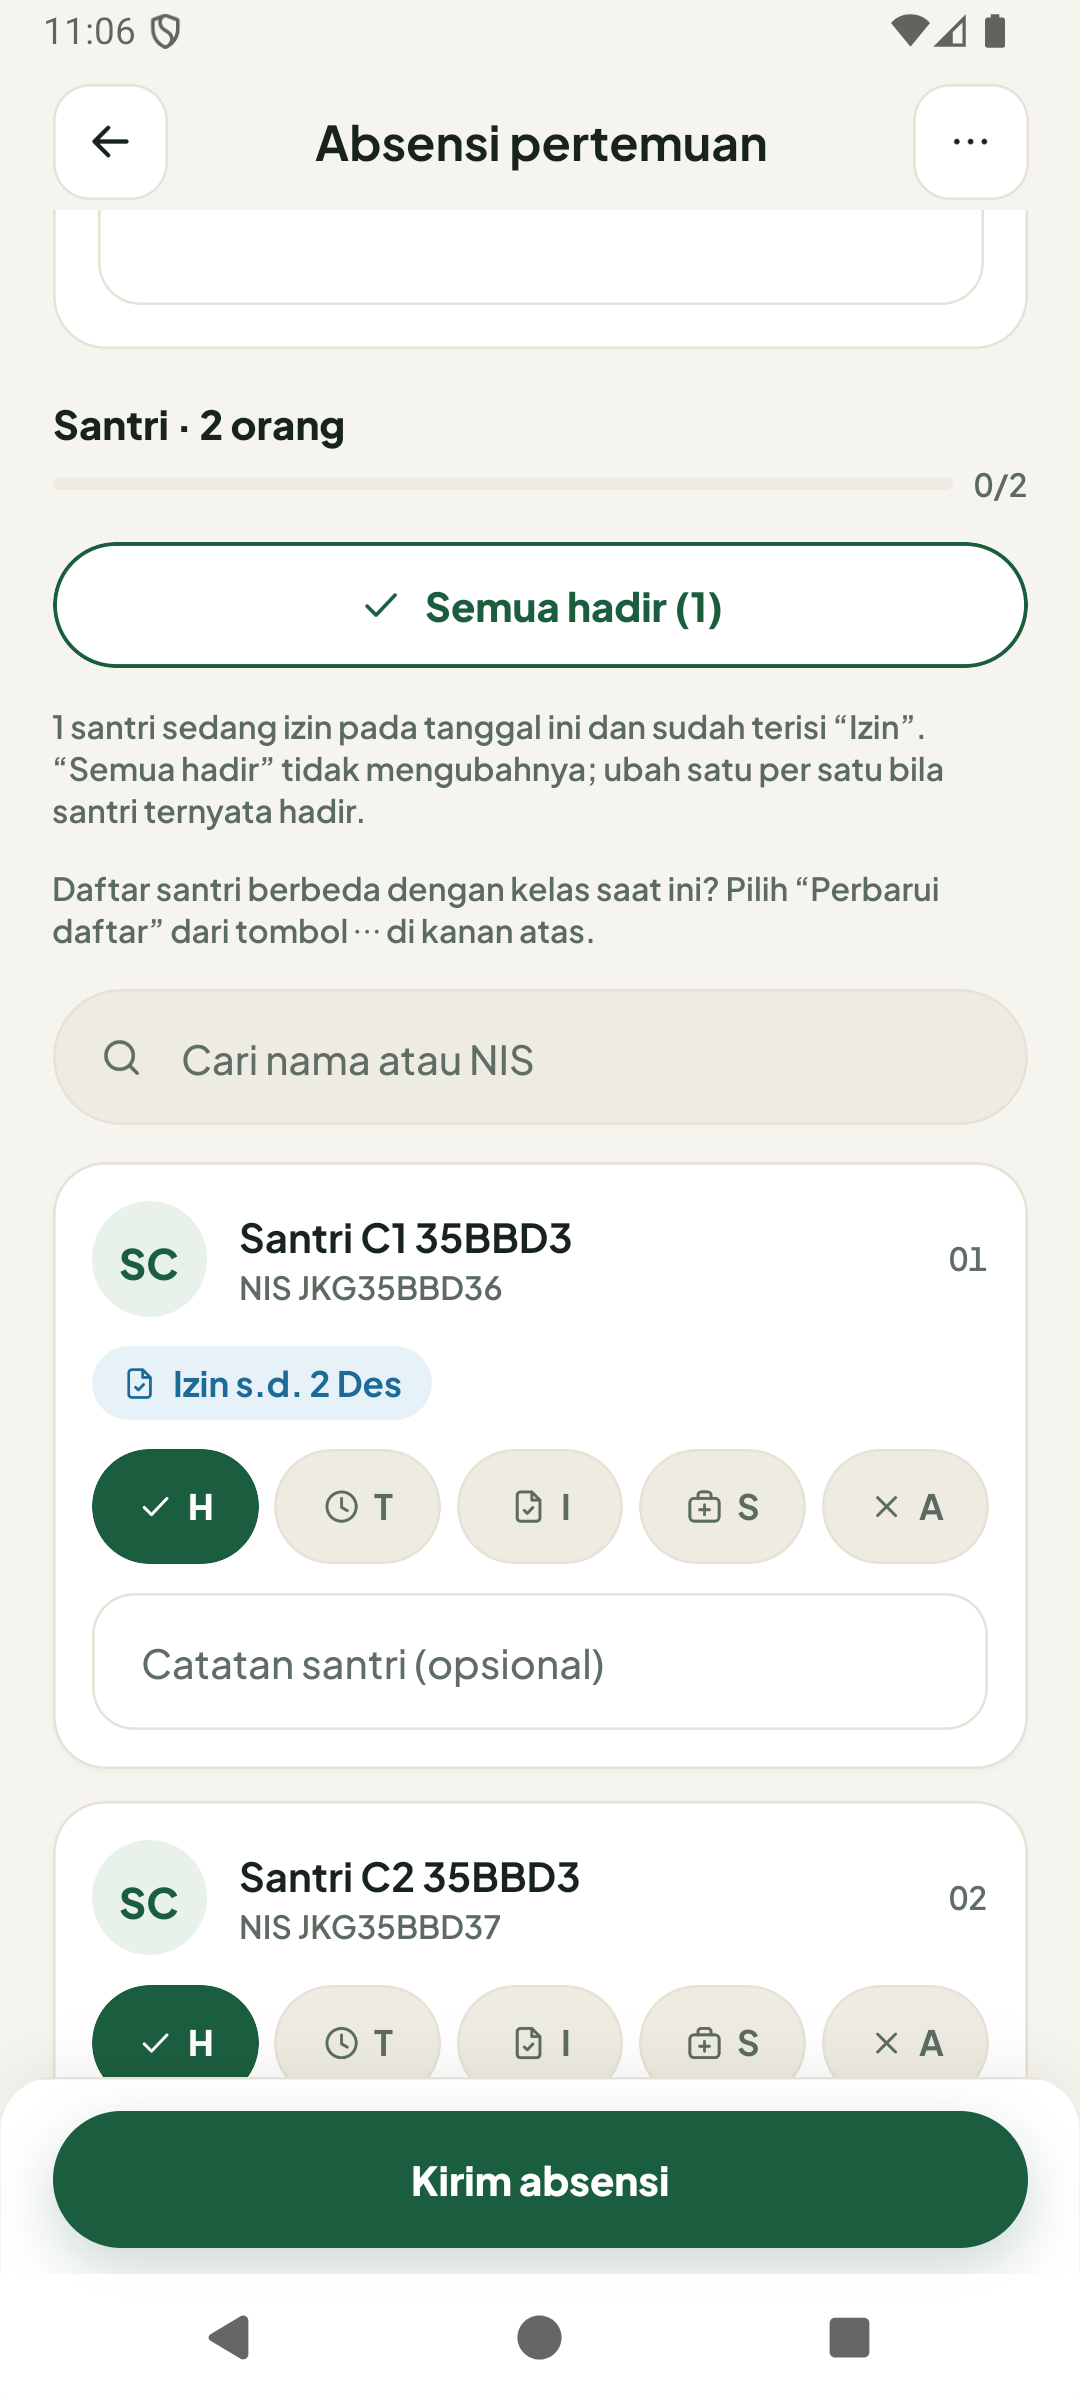 11:06
Absensi pertemuan
Santri · 2 orang
0/2
Semua hadir (1)
1 santri sedang izin pada tanggal ini dan sudah terisi “Izin”.
“Semua hadir” tidak mengubahnya; ubah satu per satu bila
santri ternyata hadir.
Daftar santri berbeda dengan kelas saat ini? Pilih “Perbarui
daftar” dari tombol ··· di kanan atas.
Cari nama atau NIS
SC
Santri C1 35BBD3
NIS JKG35BBD36
01
Izin s.d. 2 Des
H T I S A
Catatan santri (opsional)
SC
Santri C2 35BBD3
NIS JKG35BBD37
02
H T I S A
Kirim absensi